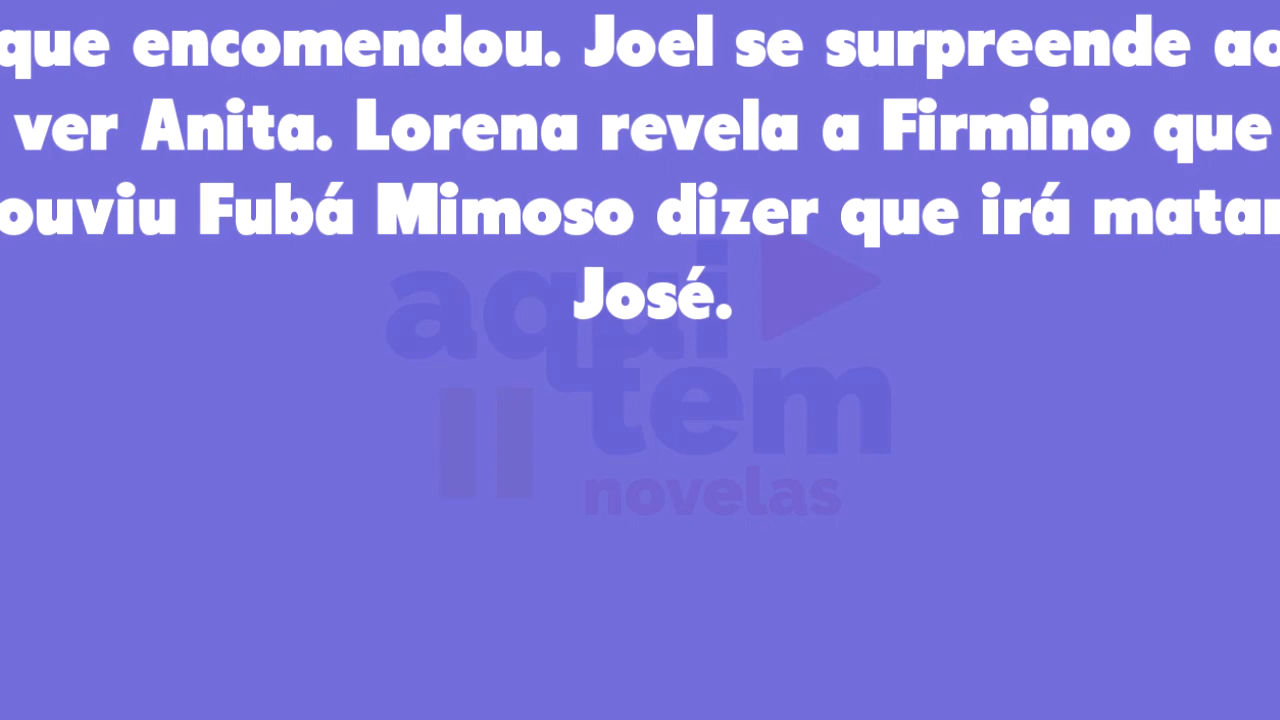 que encomendou. Joel se surpreende ao
ver Anita. Lorena revela a Firmino que
ouviu Fubá Mimoso dizer que irá matar
José.
aqui
tem
novelas